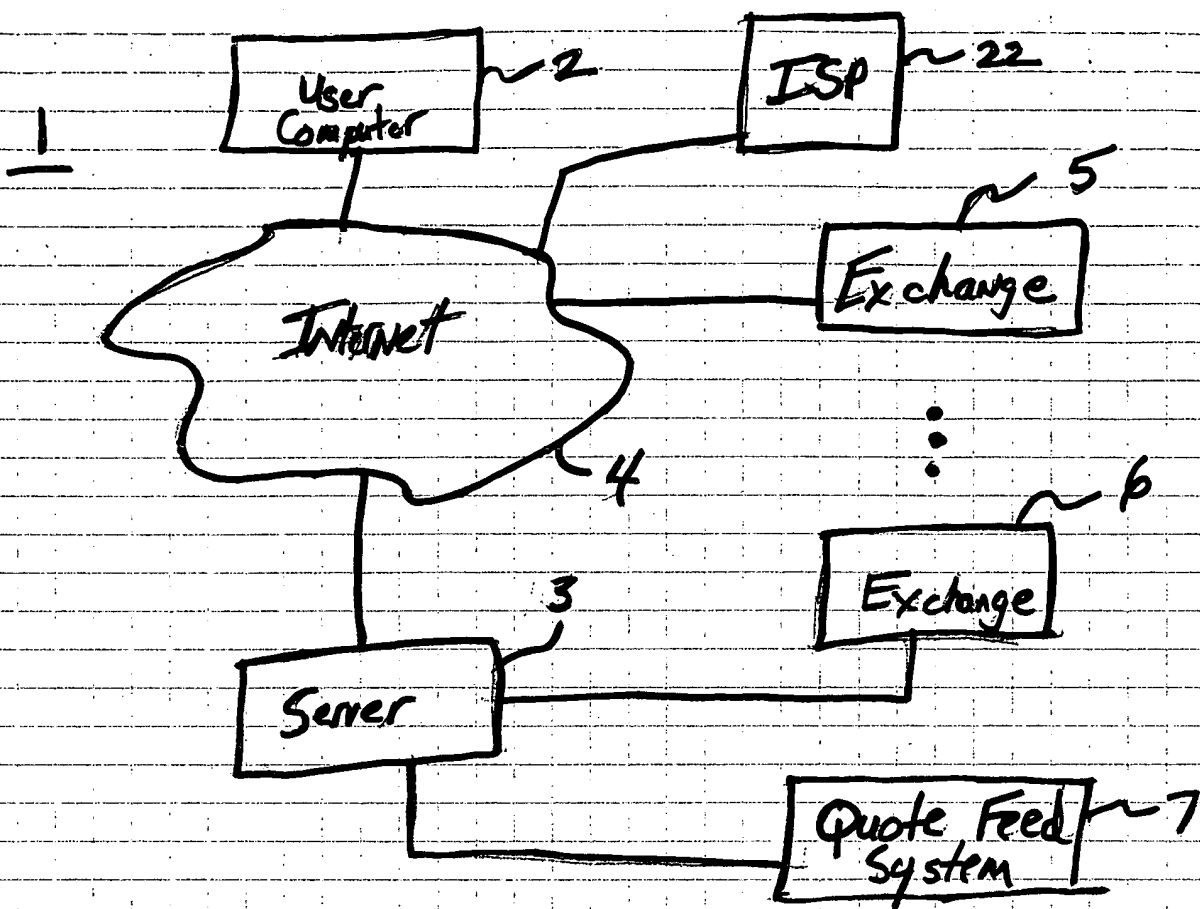 User
Computer
2
ISP
22
1
5
Exchange
Internet
4
6
Exchange
3
Server
Quote Feed
System
7